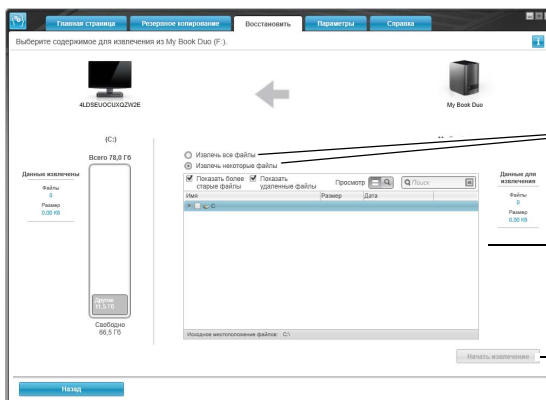 Главная страница
Резервное копирование
Восстановить
Параметры
Справка
Выберите содержимое для извлечения из My Book Duo (F:).
4LDSEUOCUXQZW2E
My Book Duo
(C:)
Всего 78,0 Гб
Данные извлечены
Файлы
0
Размер
0.00 KB
Другие
11,5 Гб
Свободно
66,5 Гб
Извлечь все файлы
Извлечь некоторые файлы
Показать более старые файлы
Показать удаленные файлы
Просмотр
Поиск
Имя
Размер
Дата
C
Исходное местоположение файлов: C:\
Данные для извлечения
Файлы
0
Размер
0.00 KB
Начать извлечение
Назад